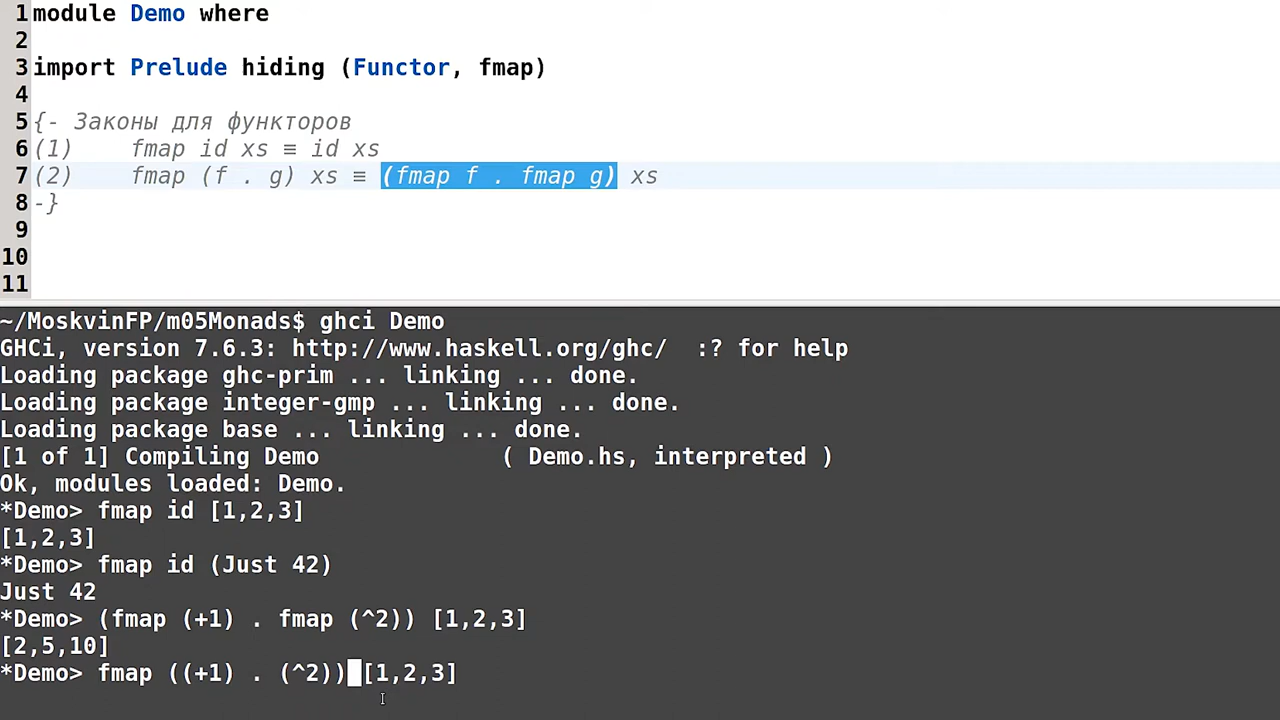 1 module Demo where
2
3 import Prelude hiding (Functor, fmap)
4
5 {- Законы для функторов
6 (1)    fmap id xs ≡ id xs
7 (2)    fmap (f . g) xs ≡ (fmap f . fmap g) xs
8 -}
9
10
11
~/MoskvinFP/m05Monads$ ghci Demo
GHCi, version 7.6.3: http://www.haskell.org/ghc/  :? for help
Loading package ghc-prim ... linking ... done.
Loading package integer-gmp ... linking ... done.
Loading package base ... linking ... done.
[1 of 1] Compiling Demo             ( Demo.hs, interpreted )
Ok, modules loaded: Demo.
*Demo> fmap id [1,2,3]
[1,2,3]
*Demo> fmap id (Just 42)
Just 42
*Demo> (fmap (+1) . fmap (^2)) [1,2,3]
[2,5,10]
*Demo> fmap ((+1) . (^2)) [1,2,3]